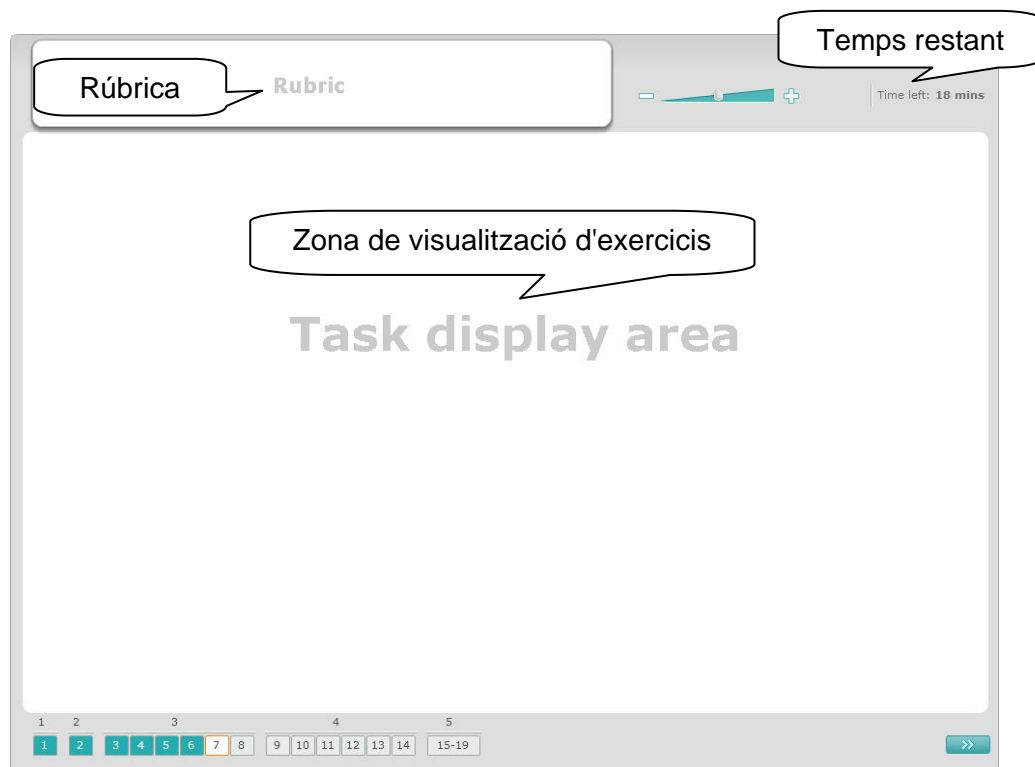 Temps restant
Rúbrica
Rubric
Time left: 18 mins
Zona de visualització d'exercicis
Task display area
1 2 3 4 5
1 2 3 4 5 6 7 8 9 10 11 12 13 14 15-19